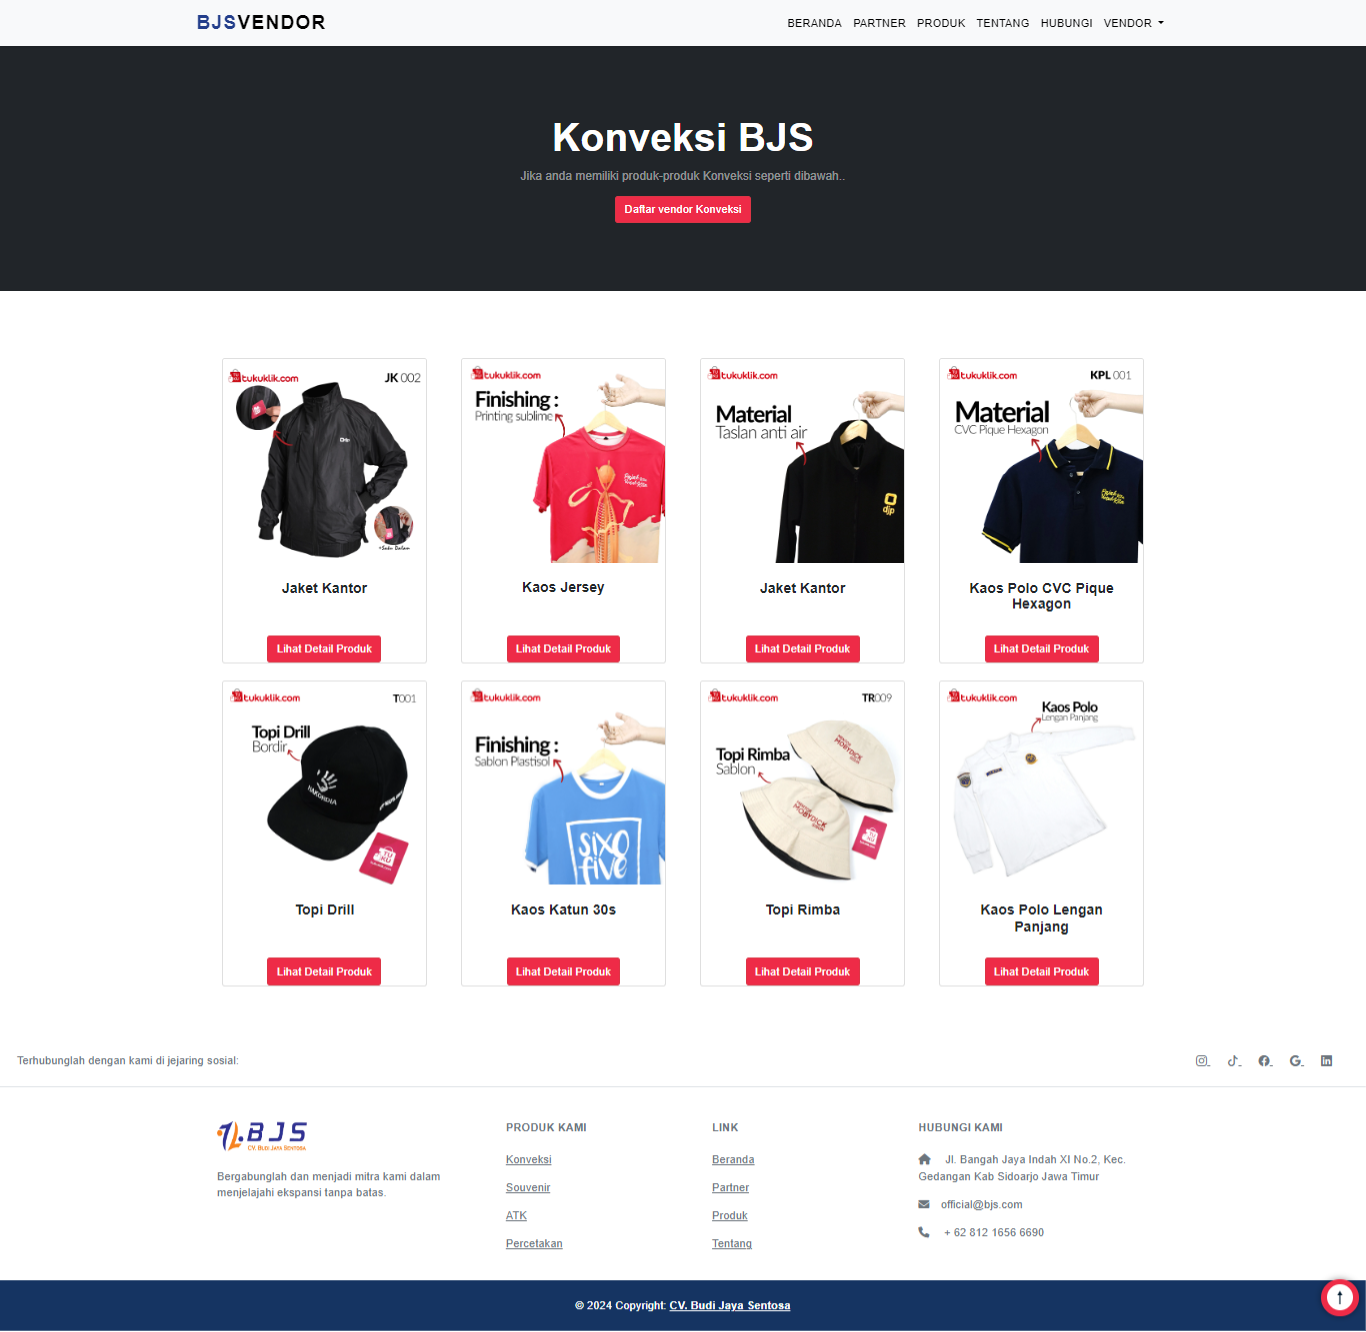 BJSVENDOR
BERANDA PARTNER PRODUK TENTANG HUBUNGI VENDOR
Konveksi BJS
Jika anda memiliki produk-produk Konveksi seperti dibawah..
Daftar vendor Konveksi
tukuklik.com
JK 002
+Saku Dalam
Jaket Kantor
Lihat Detail Produk
tukuklik.com
Finishing :
Printing sublime
Kaos Jersey
Lihat Detail Produk
tukuklik.com
Material
Taslan anti air
djp
Jaket Kantor
Lihat Detail Produk
tukuklik.com
KPL 001
Material
CVC Pique Hexagon
Kaos Polo CVC Pique
Hexagon
Lihat Detail Produk
tukuklik.com
T001
Topi Drill
Bordir
HAKORDIA
TUKU
Topi Drill
Lihat Detail Produk
tukuklik.com
Finishing :
Sablon Plastisol
sixo
five
Kaos Katun 30s
Lihat Detail Produk
tukuklik.com
TR009
Topi Rimba
Sablon
MOBYDICK
MOBYDICK
Topi Rimba
Lihat Detail Produk
tukuklik.com
Kaos Polo
Lengan Panjang
Kaos Polo Lengan
Panjang
Lihat Detail Produk
Terhubunglah dengan kami di jejaring sosial:
BJS
CV. BUDI JAYA SENTOSA
Bergabunglah dan menjadi mitra kami dalam
menjelajahi ekspansi tanpa batas.
PRODUK KAMI
Konveksi
Souvenir
ATK
Percetakan
LINK
Beranda
Partner
Produk
Tentang
HUBUNGI KAMI
Jl. Bangah Jaya Indah XI No.2, Kec.
Gedangan Kab Sidoarjo Jawa Timur
official@bjs.com
+ 62 812 1656 6690
© 2024 Copyright: CV. Budi Jaya Sentosa